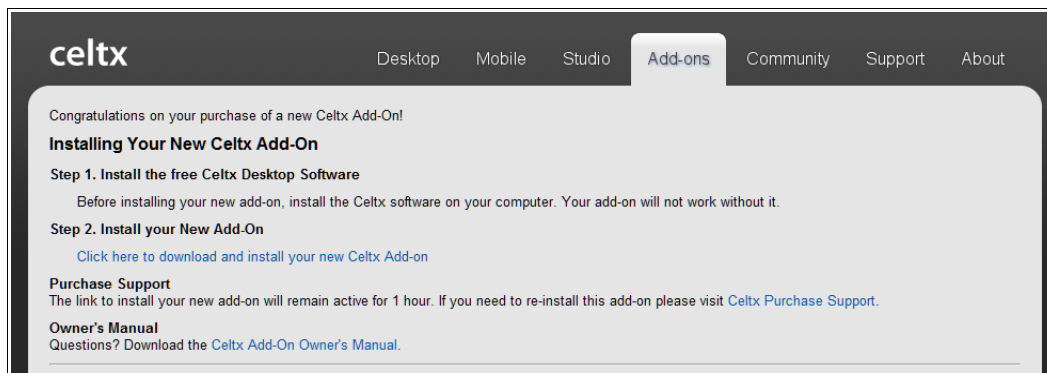 celtx
Desktop Mobile Studio Add-ons Community Support About
Congratulations on your purchase of a new Celtx Add-On!
Installing Your New Celtx Add-On
Step 1. Install the free Celtx Desktop Software
Before installing your new add-on, install the Celtx software on your computer. Your add-on will not work without it.
Step 2. Install your New Add-On
Click here to download and install your new Celtx Add-on
Purchase Support
The link to install your new add-on will remain active for 1 hour. If you need to re-install this add-on please visit Celtx Purchase Support.
Owner's Manual
Questions? Download the Celtx Add-On Owner's Manual.